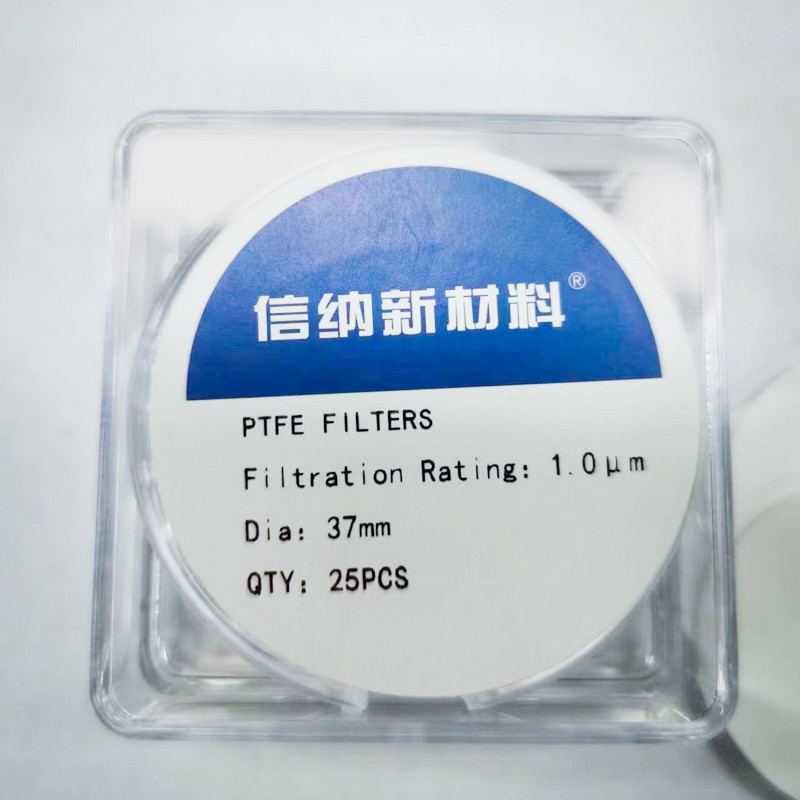 信纳新材料®
PTFE FILTERS
Filtration Rating: 1.0μm
Dia: 37mm
QTY: 25PCS